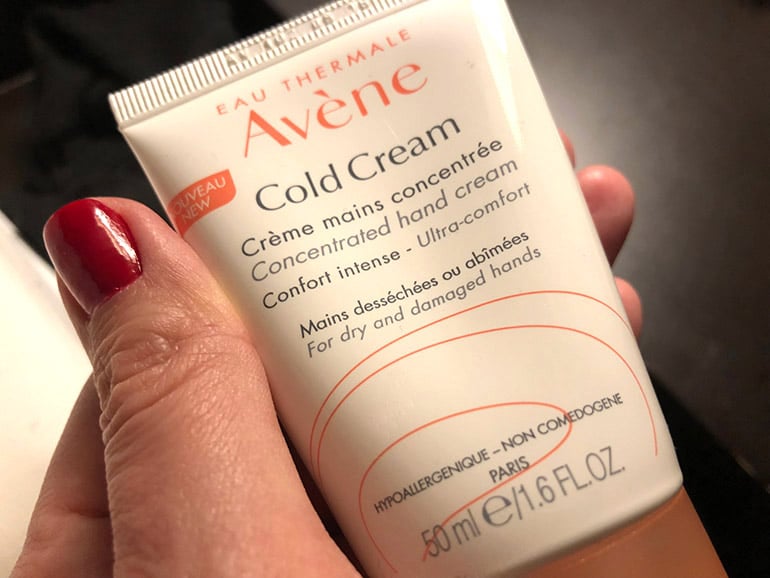 EAU THERMALE
Avène
NOUVEAU
NEW
Cold Cream
Crème mains concentrée
Concentrated hand cream
Confort intense - Ultra-comfort
Mains desséchées ou abîmées
For dry and damaged hands
HYPOALLERGENIQUE – NON COMEDOGENE
PARIS
50 ml e/1.6 FL.OZ.